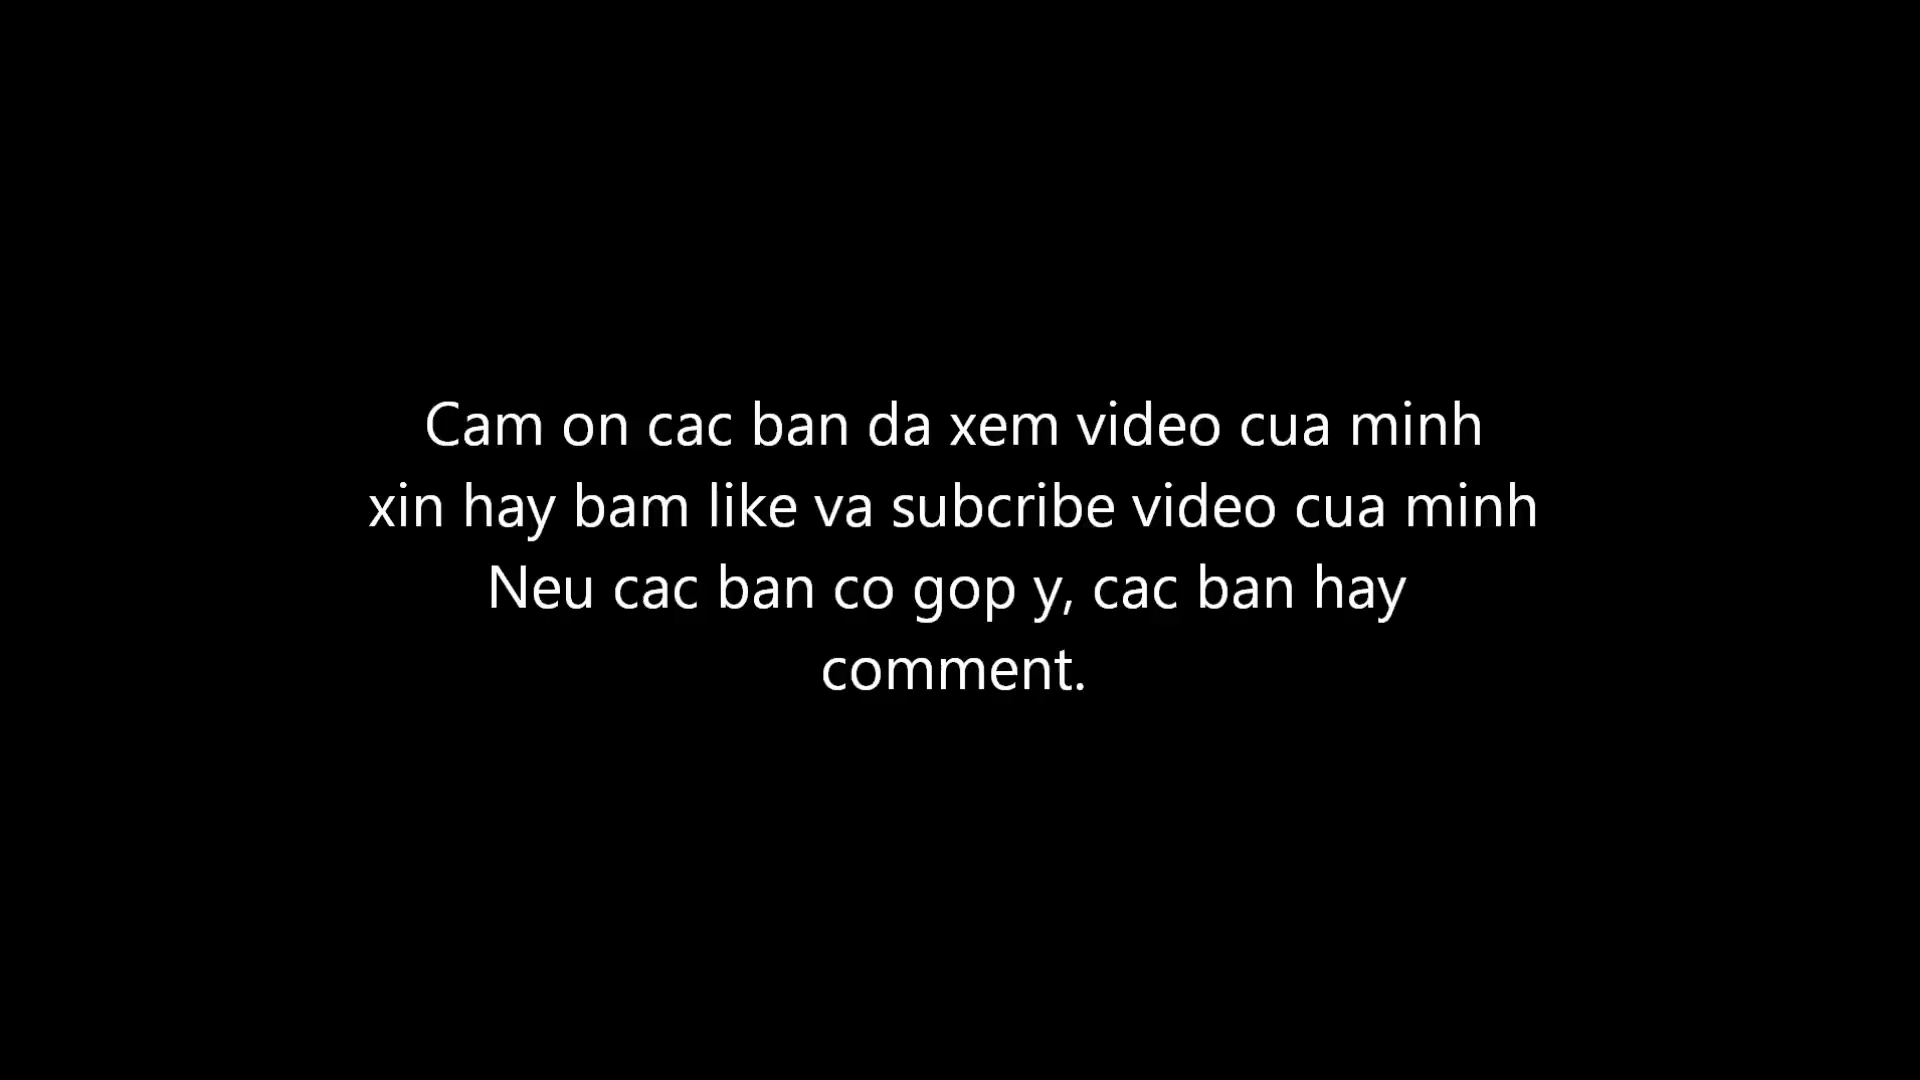 Cam on cac ban da xem video cua minh
xin hay bam like va subcribe video cua minh
Neu cac ban co gop y, cac ban hay
comment.